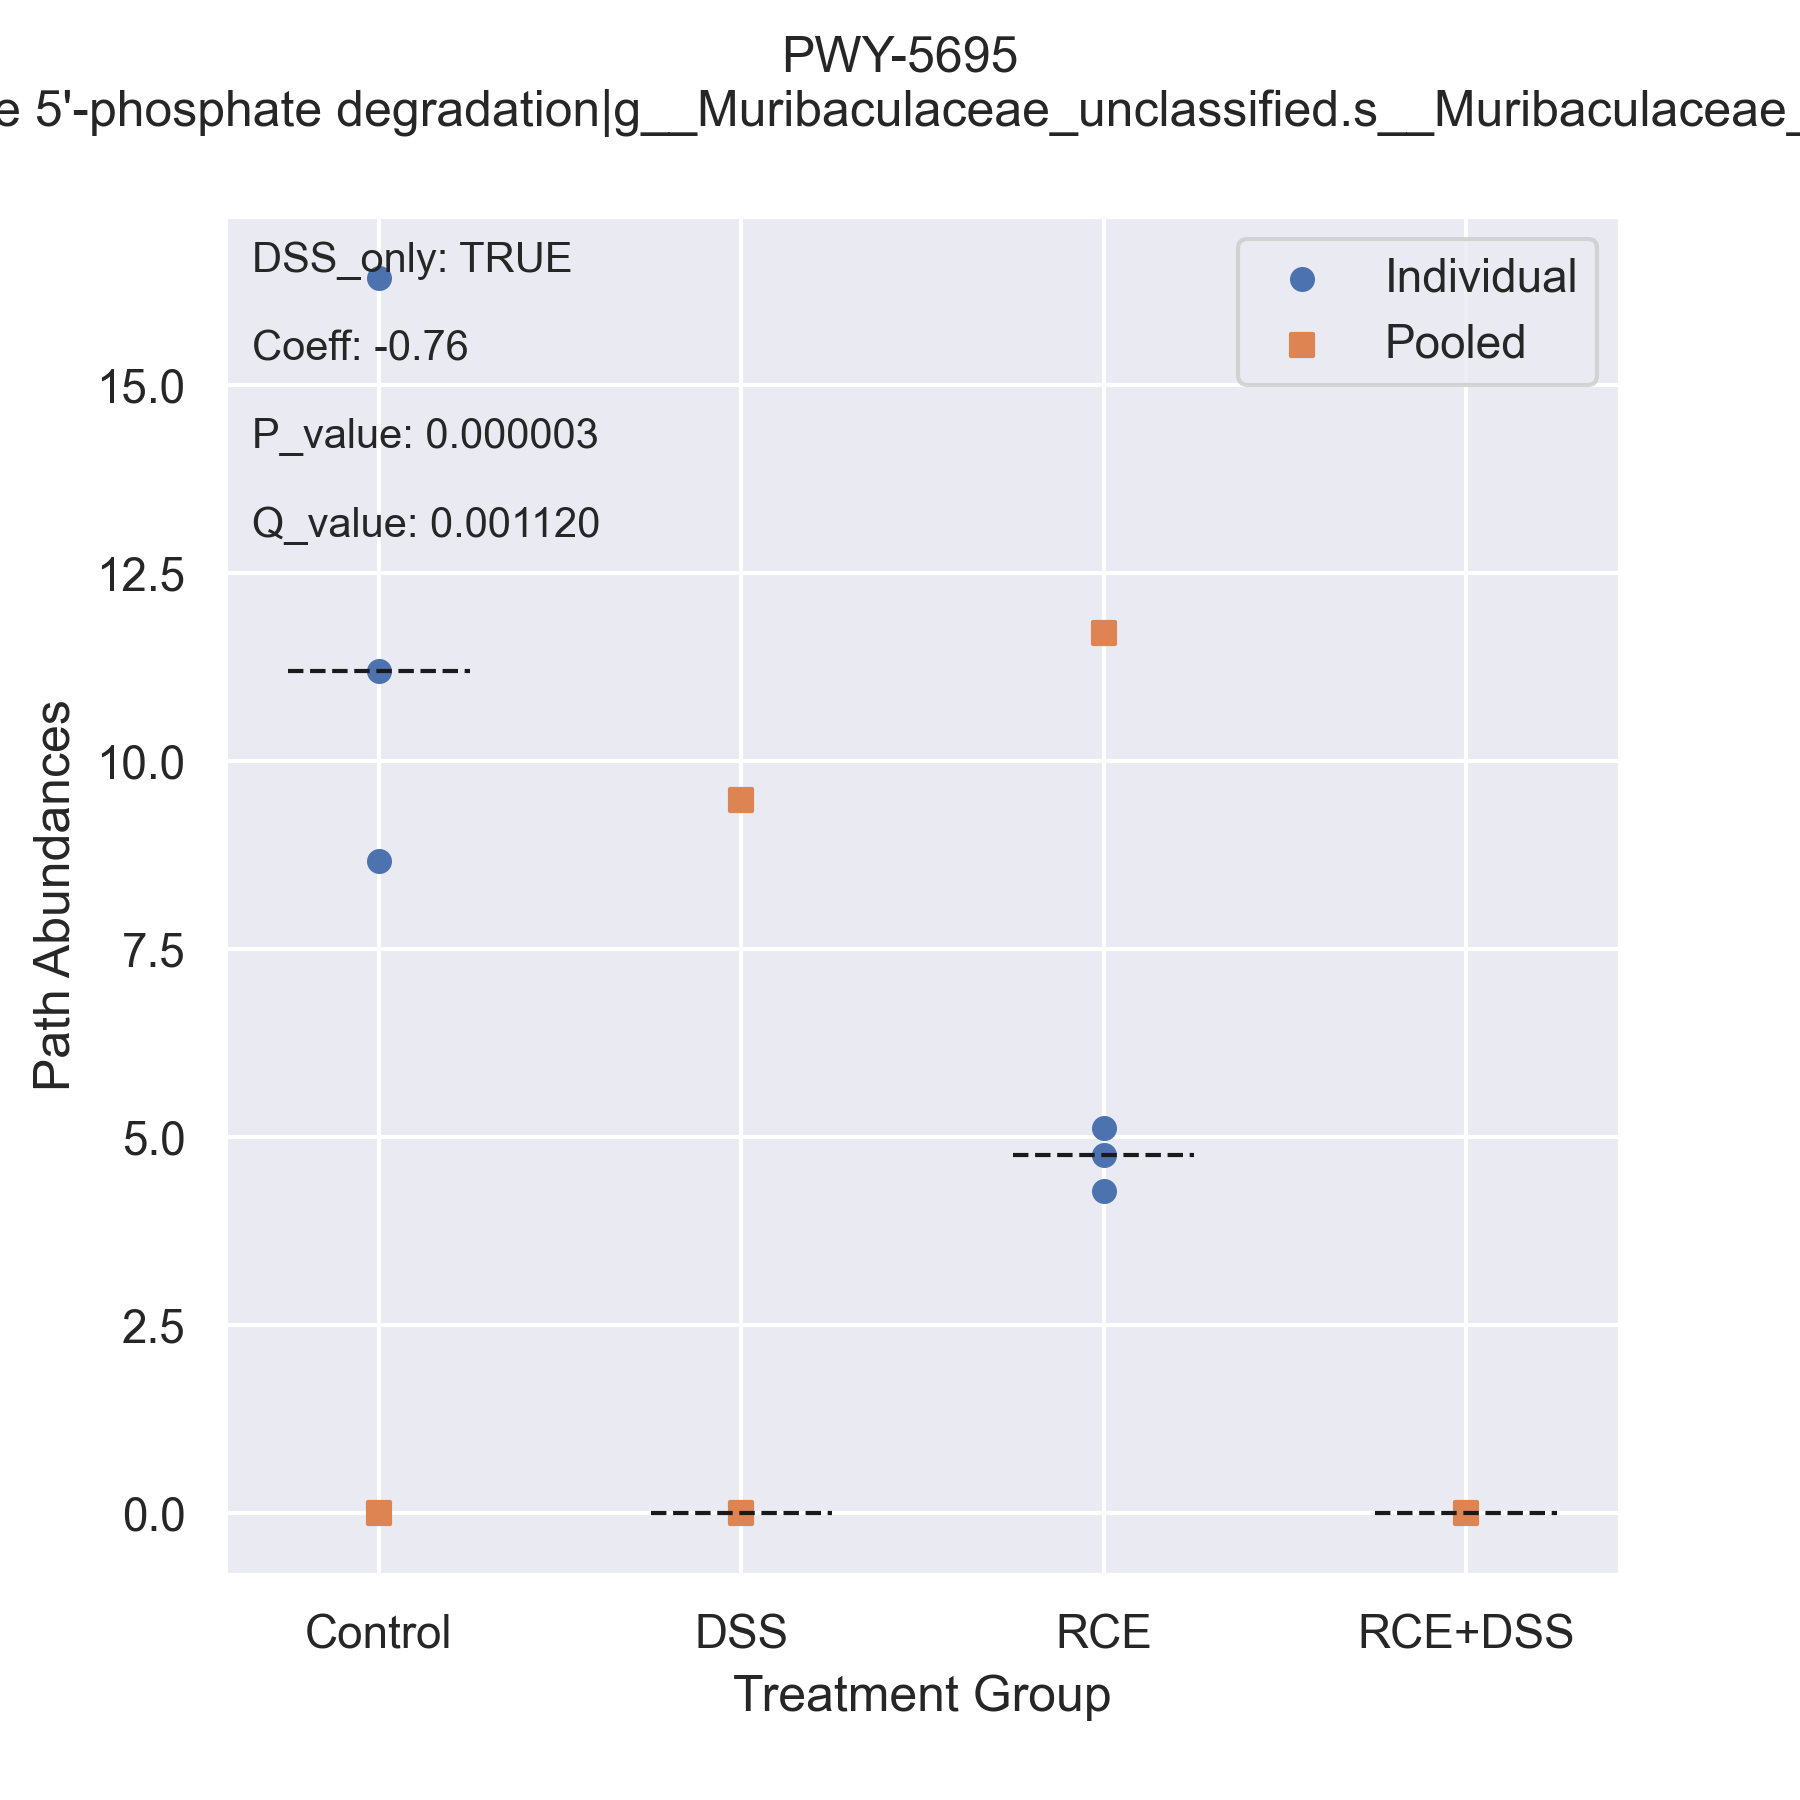 PWY-5695
e 5'-phosphate degradation|g__Muribaculaceae_unclassified.s__Muribaculaceae_
DSS_only: TRUE
Coeff: -0.76
P_value: 0.000003
Q_value: 0.001120
Individual
Pooled
15.0
12.5
10.0
7.5
5.0
2.5
0.0
Path Abundances
Control DSS RCE RCE+DSS
Treatment Group